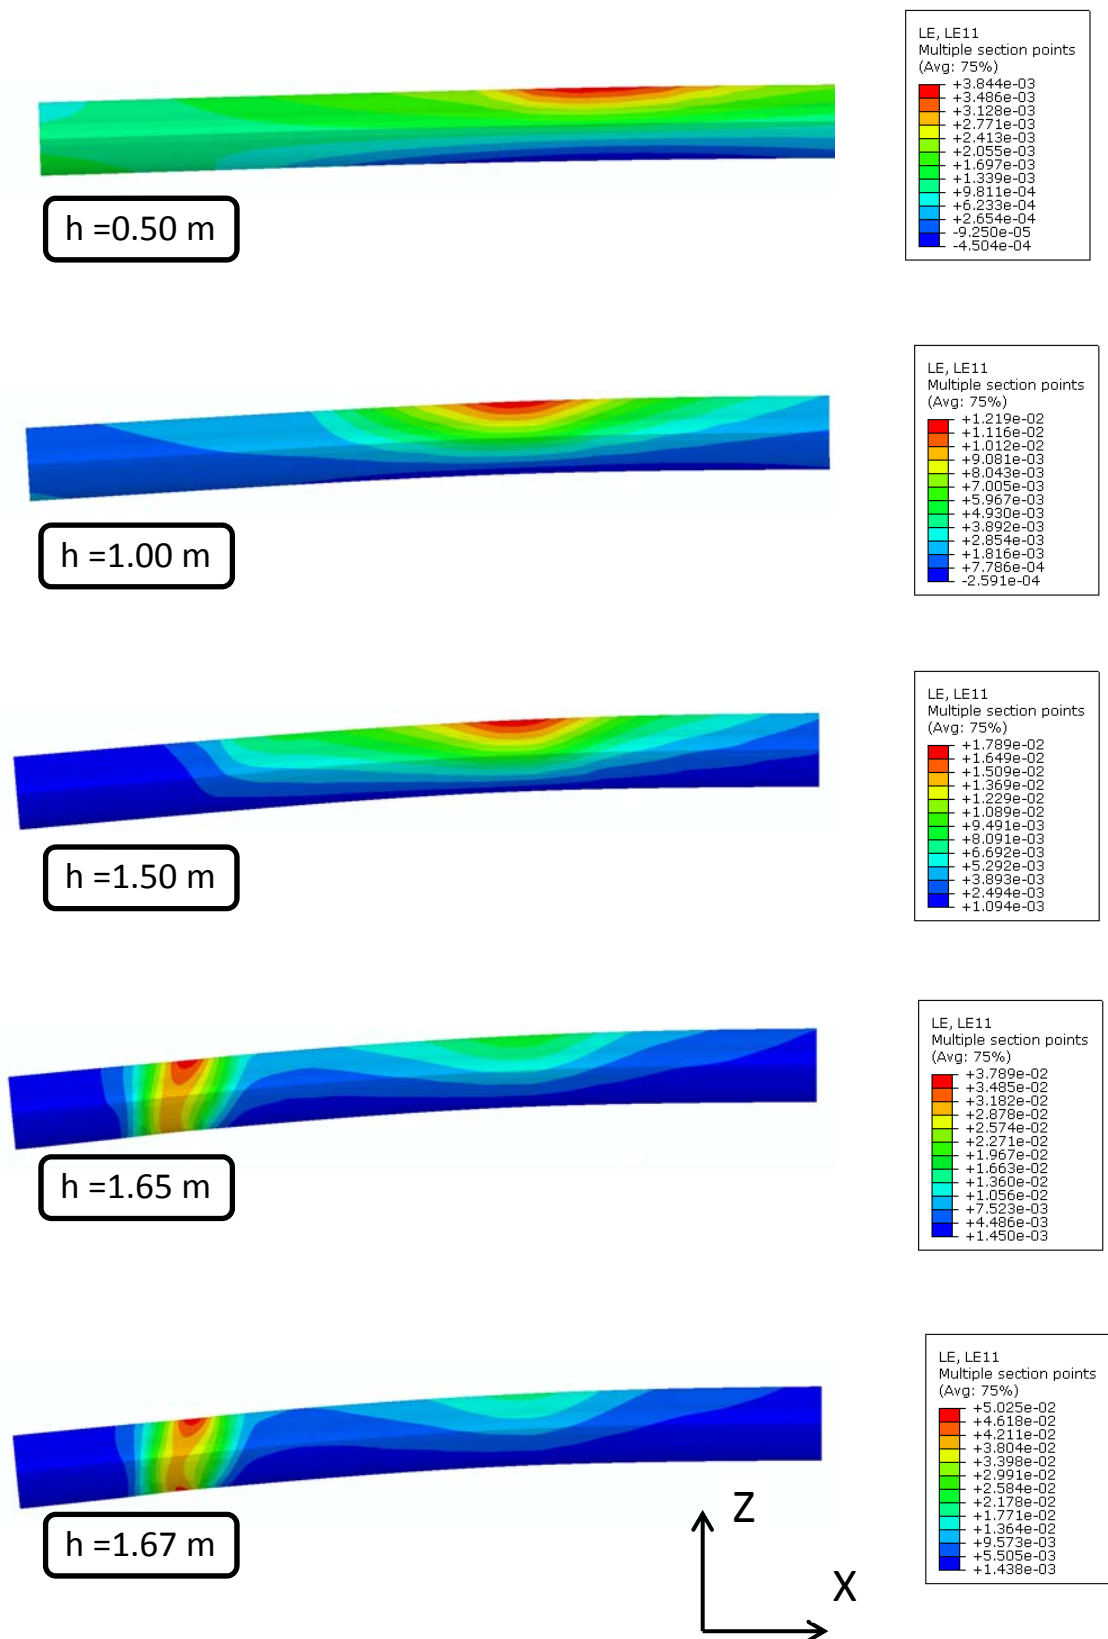 LE, LE11
Multiple section points
(Avg: 75%)
+3.844e-03
+3.486e-03
+3.128e-03
+2.771e-03
+2.413e-03
+2.055e-03
+1.697e-03
+1.339e-03
+9.811e-04
+6.233e-04
+2.654e-04
-9.250e-05
-4.504e-04
h =0.50 m
LE, LE11
Multiple section points
(Avg: 75%)
+1.219e-02
+1.116e-02
+1.012e-02
+9.081e-03
+8.043e-03
+7.005e-03
+5.967e-03
+4.930e-03
+3.892e-03
+2.854e-03
+1.816e-03
+7.786e-04
-2.591e-04
h =1.00 m
LE, LE11
Multiple section points
(Avg: 75%)
+1.789e-02
+1.649e-02
+1.509e-02
+1.369e-02
+1.229e-02
+1.089e-02
+9.491e-03
+8.091e-03
+6.692e-03
+5.292e-03
+3.893e-03
+2.494e-03
+1.094e-03
h =1.50 m
LE, LE11
Multiple section points
(Avg: 75%)
+3.789e-02
+3.485e-02
+3.182e-02
+2.878e-02
+2.574e-02
+2.271e-02
+1.967e-02
+1.663e-02
+1.360e-02
+1.056e-02
+7.523e-03
+4.486e-03
+1.450e-03
h =1.65 m
LE, LE11
Multiple section points
(Avg: 75%)
+5.025e-02
+4.618e-02
+4.211e-02
+3.804e-02
+3.398e-02
+2.991e-02
+2.584e-02
+2.178e-02
+1.771e-02
+1.364e-02
+9.573e-03
+5.505e-03
+1.438e-03
h =1.67 m
Z
X